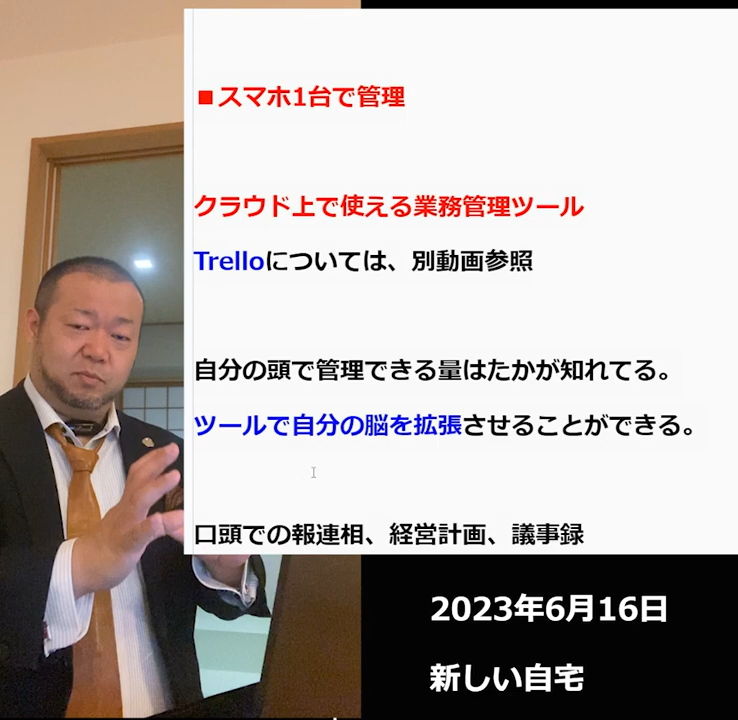 ■スマホ1台で管理
クラウド上で使える業務管理ツール
Trelloについては、別動画参照
自分の頭で管理できる量はたかが知れてる。
ツールで自分の脳を拡張させることができる。
口頭での報連相、経営計画、議事録
2023年6月16日
新しい自宅